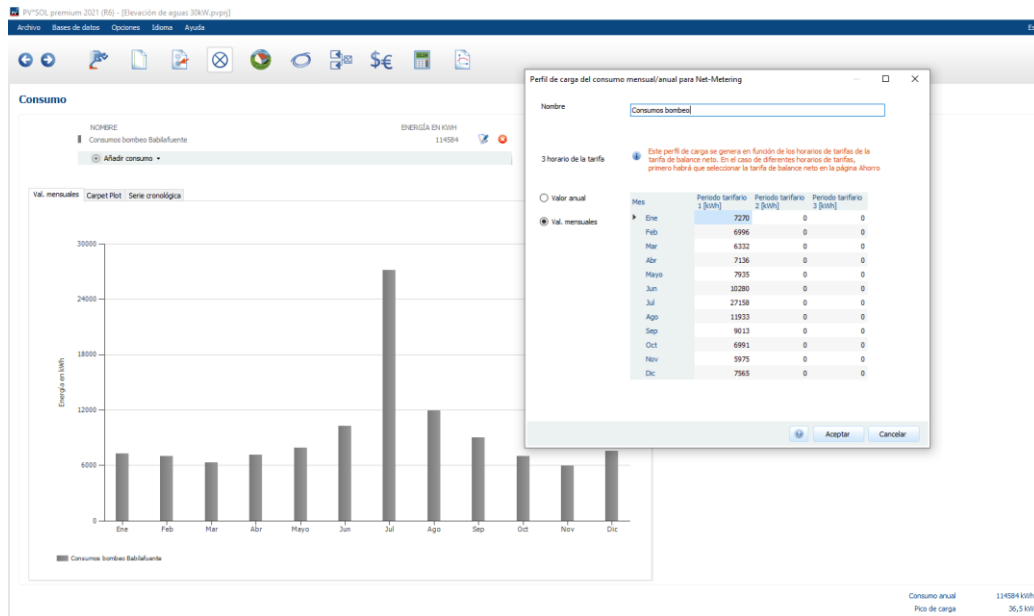 PV*SOL premium 2021 (R6) - [Elevación de aguas 30kW.pvprj]
Archivo Bases de datos Opciones Idioma Ayuda
Consumo
NOMBRE ENERGÍA EN KWH
Consumos bombeo Babilafuente 114584
Añadir consumo
Val. mensuales Carpet Plot Serie cronológica
30000
24000
18000
12000
6000
0
Energía en kWh
Ene Feb Mar Abr Mayo Jun Jul Ago Sep Oct Nov Dic
Consumos bombeo Babilafuente
Perfil de carga del consumo mensual/anual para Net-Metering
Nombre Consumos bombeo
3 horario de la tarifa
Este perfil de carga se genera en función de los horarios de tarifas de la
tarifa de balance neto. En el caso de diferentes horarios de tarifas,
primero habrá que seleccionar la tarifa de balance neto en la página Ahorro
Valor anual
Val. mensuales
Mes Periodo tarifario 1 [kWh] Periodo tarifario 2 [kWh] Periodo tarifario 3 [kWh]
Ene 7270 0 0
Feb 6996 0 0
Mar 6332 0 0
Abr 7136 0 0
Mayo 7935 0 0
Jun 10280 0 0
Jul 27158 0 0
Ago 11933 0 0
Sep 9013 0 0
Oct 6991 0 0
Nov 5975 0 0
Dic 7565 0 0
Aceptar Cancelar
Consumo anual 114584 kWh
Pico de carga 36,5 kW